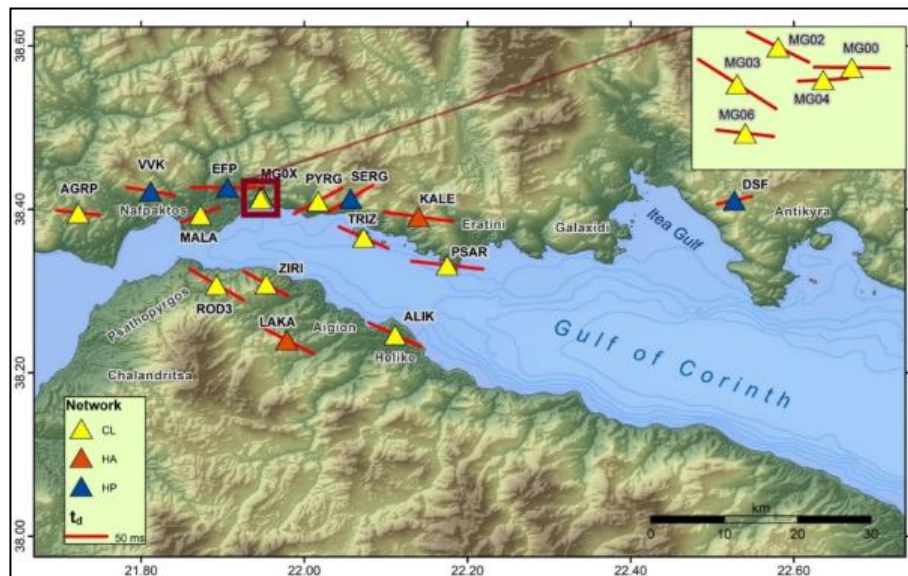 38.60
38.40
38.20
38.00
21.80
22.00
22.20
22.40
22.60
MG02
MG00
MG03
MG04
MG06
VVK
EFP
MG0X
PYRG
SERG
DSF
AGRP
KALE
Nafpaktos
Eratini
Antikyra
MALA
TRIZ
Galaxidi
Itea Gulf
PSAR
ZIRI
Psathopyrgos
ROD3
LAKA
Aigion
ALIK
Gulf of Corinth
Helike
Chalandritsa
Network
CL
HA
HP
td
50 ms
km
0
10
20
30